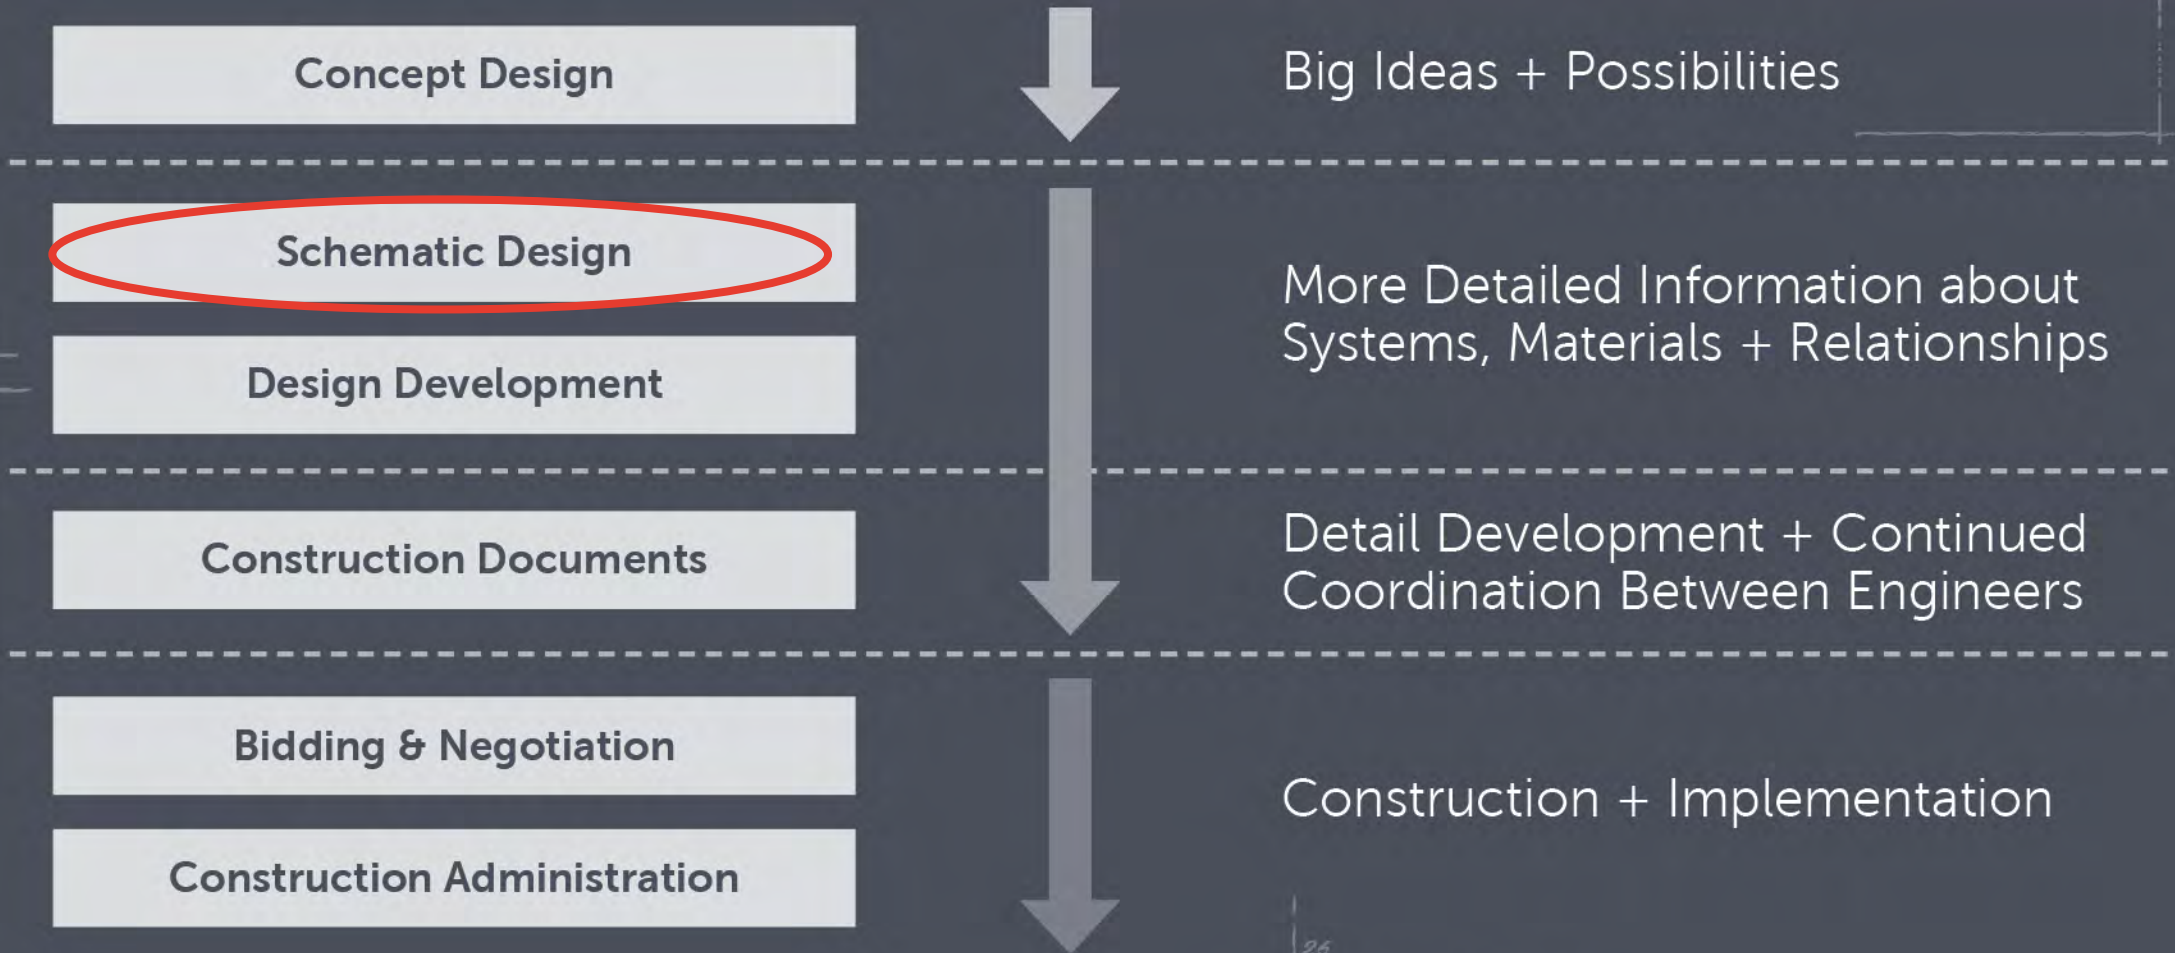 Concept Design
Big Ideas + Possibilities
Schematic Design
More Detailed Information about
Systems, Materials + Relationships
Design Development
Construction Documents
Detail Development + Continued
Coordination Between Engineers
Bidding & Negotiation
Construction + Implementation
Construction Administration